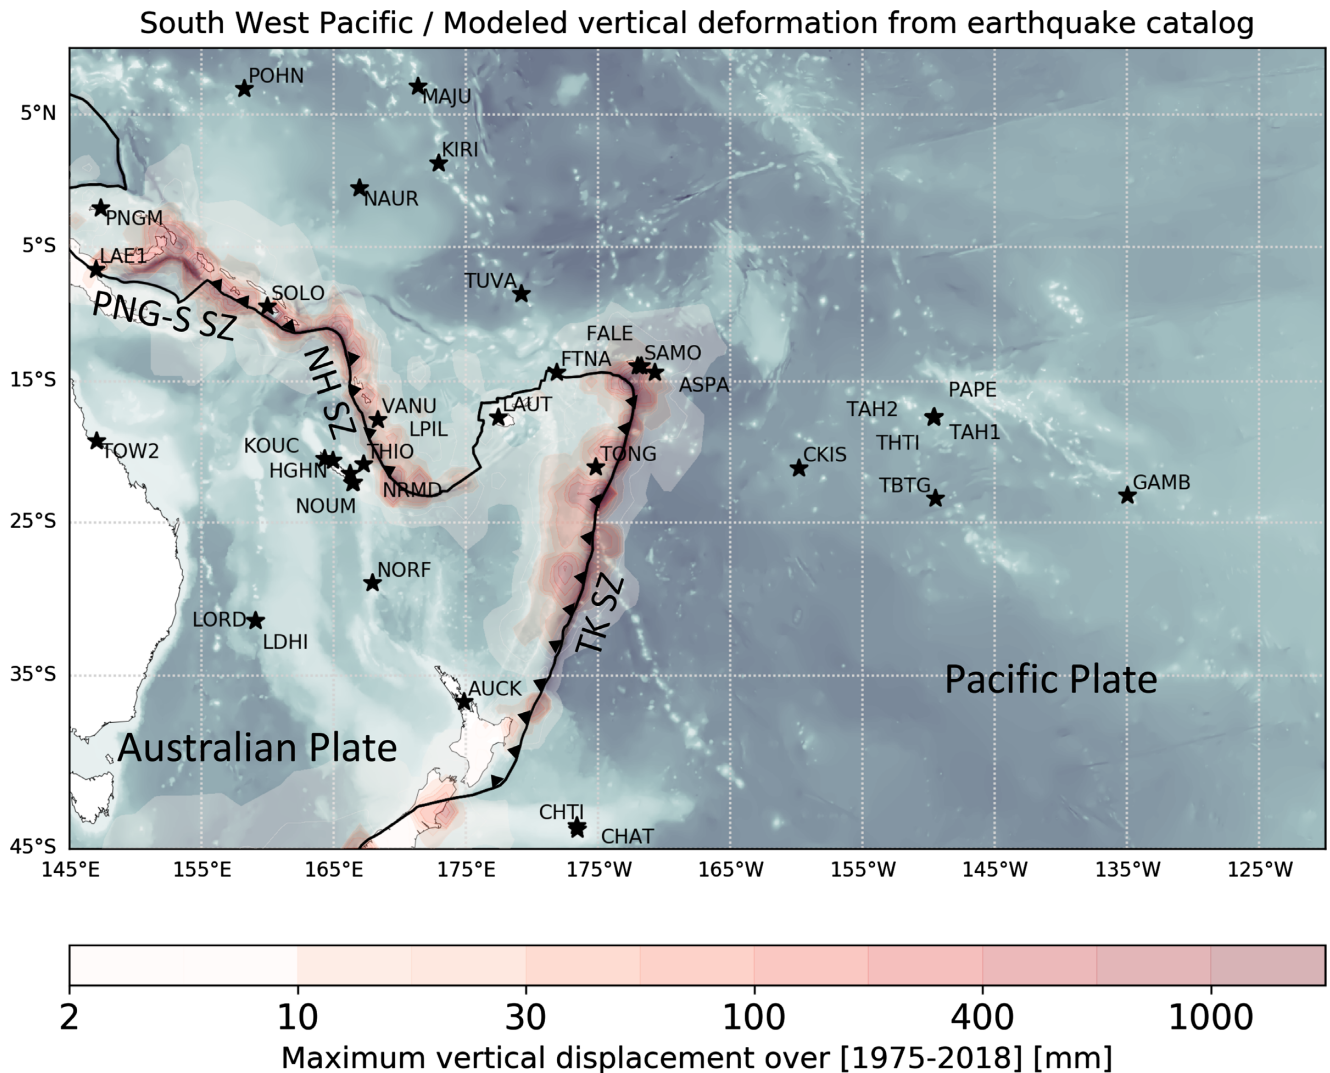 South West Pacific / Modeled vertical deformation from earthquake catalog
POHN
MAJU
5°N
KIRI
NAUR
PNGM
5°S
LAE1
TUVA
SOLO
PNG-S SZ
FALE
NH SZ
FTNA
SAMO
15°S
ASPA
PAPE
LAUT
VANU
TAH2
LPIL
TAH1
KOUC
THIO
THTI
TOW2
TONG
CKIS
HGHN
NRMD
TBTG
GAMB
NOUM
25°S
NORF
TK SZ
LORD
LDHI
35°S
Pacific Plate
AUCK
Australian Plate
CHTI
CHAT
45°S
145°E 155°E 165°E 175°E 175°W 165°W 155°W 145°W 135°W 125°W
2 10 30 100 400 1000
Maximum vertical displacement over [1975-2018] [mm]